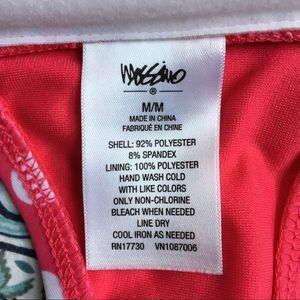 Mossimo
®
M/M
MADE IN CHINA
FABRIQUÉ EN CHINE
SHELL: 92% POLYESTER
8% SPANDEX
LINING: 100% POLYESTER
HAND WASH COLD
WITH LIKE COLORS
ONLY NON-CHLORINE
BLEACH WHEN NEEDED
LINE DRY
COOL IRON AS NEEDED
RN17730 VN1087006